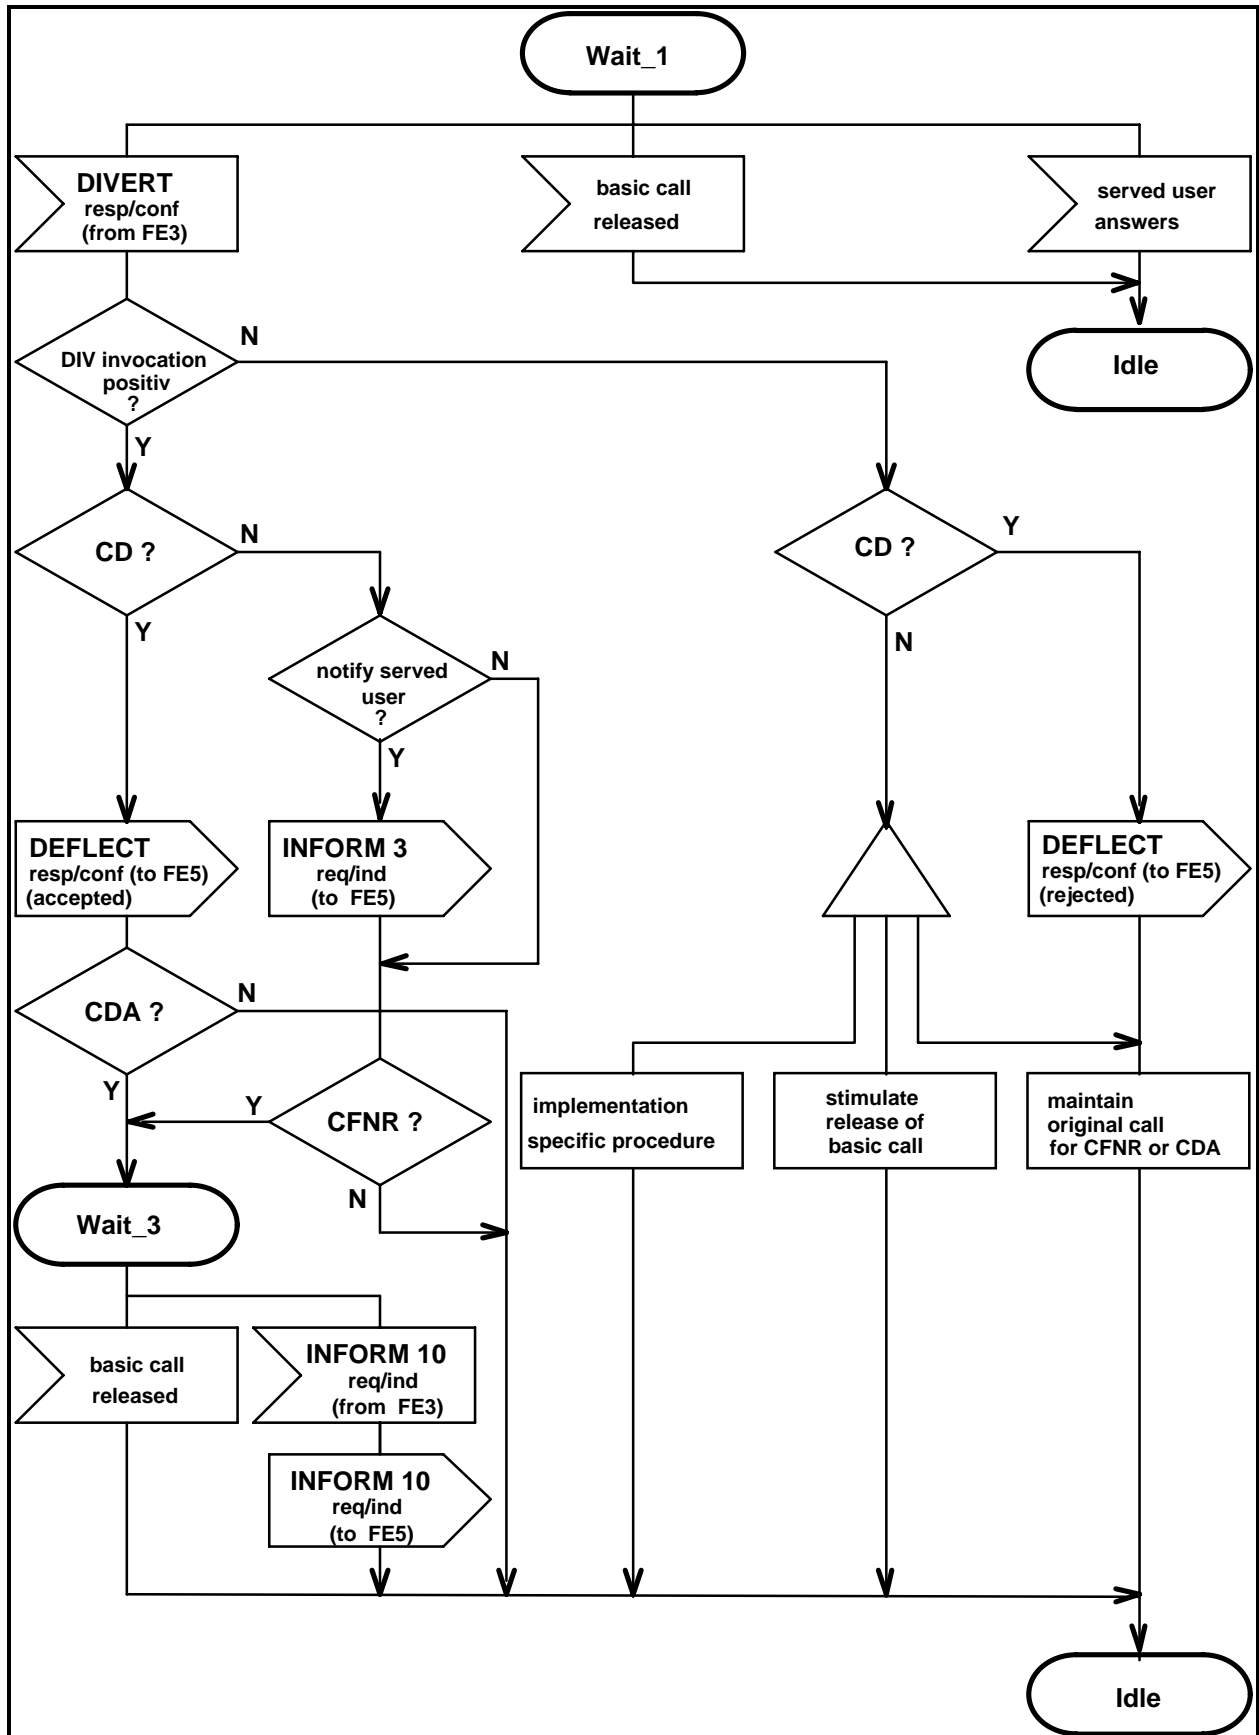 Wait_1
DIVERT
resp/conf
(from FE3)
basic call
released
served user
answers
DIV invocation
positiv
?
N
Y
Idle
CD ?
N
Y
CD ?
Y
N
notify served
user
?
N
Y
DEFLECT
resp/conf (to FE5)
(accepted)
INFORM 3
req/ind
(to FE5)
DEFLECT
resp/conf (to FE5)
(rejected)
CDA ?
N
Y
CFNR ?
Y
N
implementation
specific procedure
stimulate
release of
basic call
maintain
original call
for CFNR or CDA
Wait_3
basic call
released
INFORM 10
req/ind
(from FE3)
INFORM 10
req/ind
(to FE5)
Idle